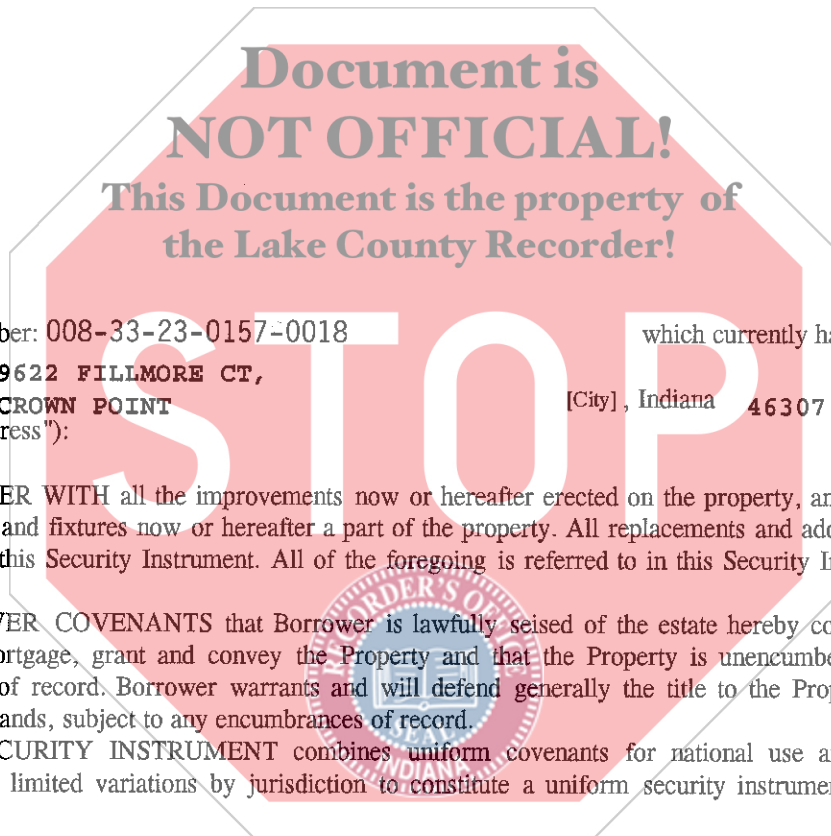 Document is
NOT OFFICIAL!
This Document is the property of
the Lake County Recorder!
STOP
ber: 008-33-23-0157-0018 which currently ha
9622 FILLMORE CT,
CROWN POINT [City] , Indiana 46307
ress"):
ER WITH all the improvements now or hereafter erected on the property, an
and fixtures now or hereafter a part of the property. All replacements and add
this Security Instrument. All of the foregoing is referred to in this Security I
ER COVENANTS that Borrower is lawfully seised of the estate hereby co
ortgage, grant and convey the Property and that the Property is unencumbe
of record. Borrower warrants and will defend generally the title to the Prop
ands, subject to any encumbrances of record.
CURITY INSTRUMENT combines uniform covenants for national use a
limited variations by jurisdiction to constitute a uniform security instrumen
RECORDER'S OFFICE
SEAL
INDIANA